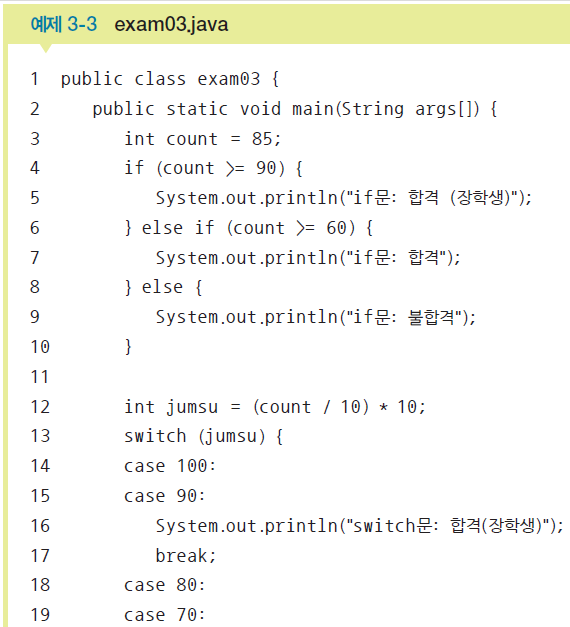 예제 3-3 exam03.java
1 public class exam03 {
2 public static void main(String args[]) {
3 int count = 85;
4 if (count >= 90) {
5 System.out.println("if문: 합격 (장학생)");
6 } else if (count >= 60) {
7 System.out.println("if문: 합격");
8 } else {
9 System.out.println("if문: 불합격");
10 }
11
12 int jumsu = (count / 10) * 10;
13 switch (jumsu) {
14 case 100:
15 case 90:
16 System.out.println("switch문: 합격(장학생)");
17 break;
18 case 80:
19 case 70: